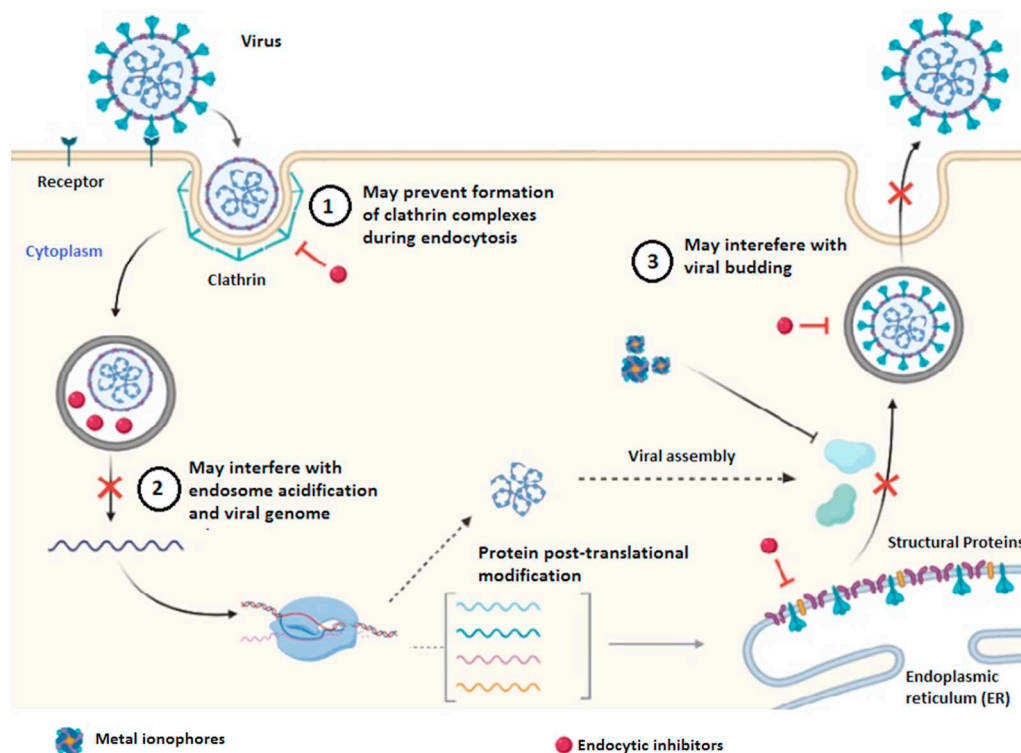 Virus
Receptor
1
May prevent formation
of clathrin complexes
during endocytosis
Cytoplasm
Clathrin
3
May interefere with
viral budding
2
May interfere with
endosome acidification
and viral genome
Viral assembly
Protein post-translational
modification
Structural Proteins
Endoplasmic
reticulum (ER)
Metal ionophores
Endocytic inhibitors